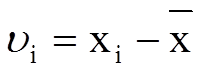 υᵢ = xᵢ − x̄